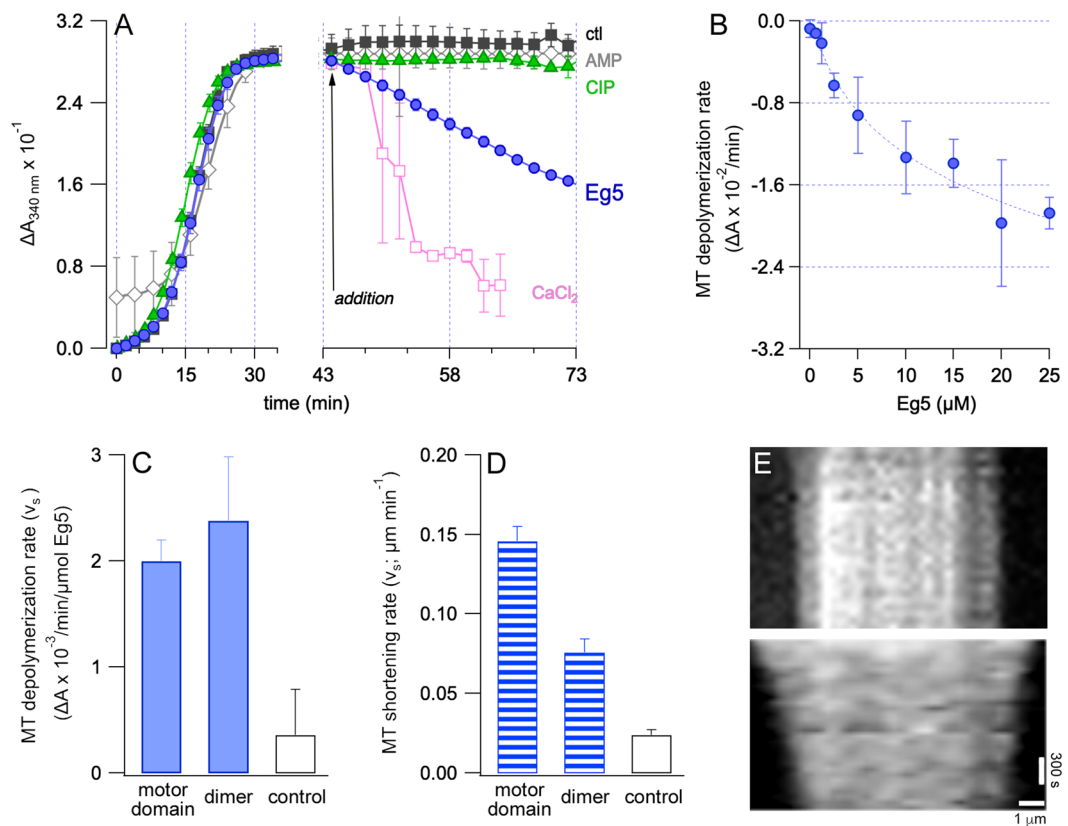 A
ΔA340 nm x 10-1
3.2
2.4
1.6
0.8
0.0
0
15
30
43
58
73
time (min)
addition
ctl
AMP
CIP
Eg5
CaCl2
B
MT depolymerization rate
(ΔA x 10-2/min)
0.0
-0.8
-1.6
-2.4
-3.2
0
5
10
15
20
25
Eg5 (µM)
C
MT depolymerization rate (vs)
(ΔA x 10-3/min/µmol Eg5)
3
2
1
0
motor
domain
dimer
control
D
MT shortening rate (vs; µm min-1)
0.20
0.15
0.10
0.05
0.00
motor
domain
dimer
control
E
300 s
1 µm